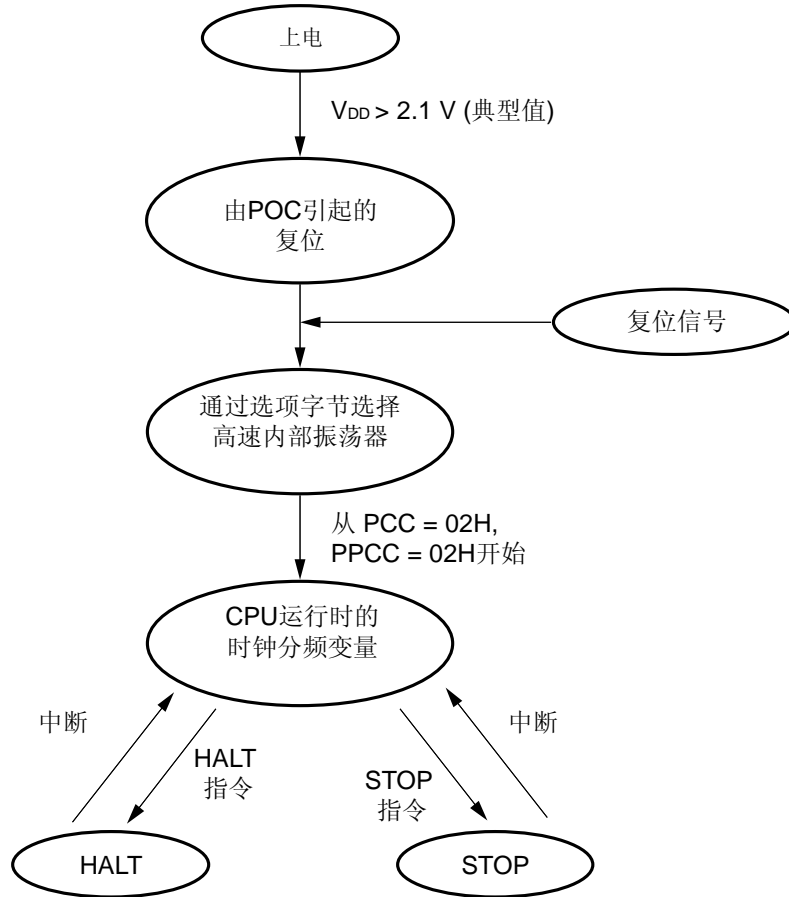 上电
VDD > 2.1 V (典型值)
由POC引起的
复位
复位信号
通过选项字节选择
高速内部振荡器
从 PCC = 02H,
PPCC = 02H开始
CPU运行时的
时钟分频变量
中断
HALT
指令
STOP
指令
中断
HALT
STOP